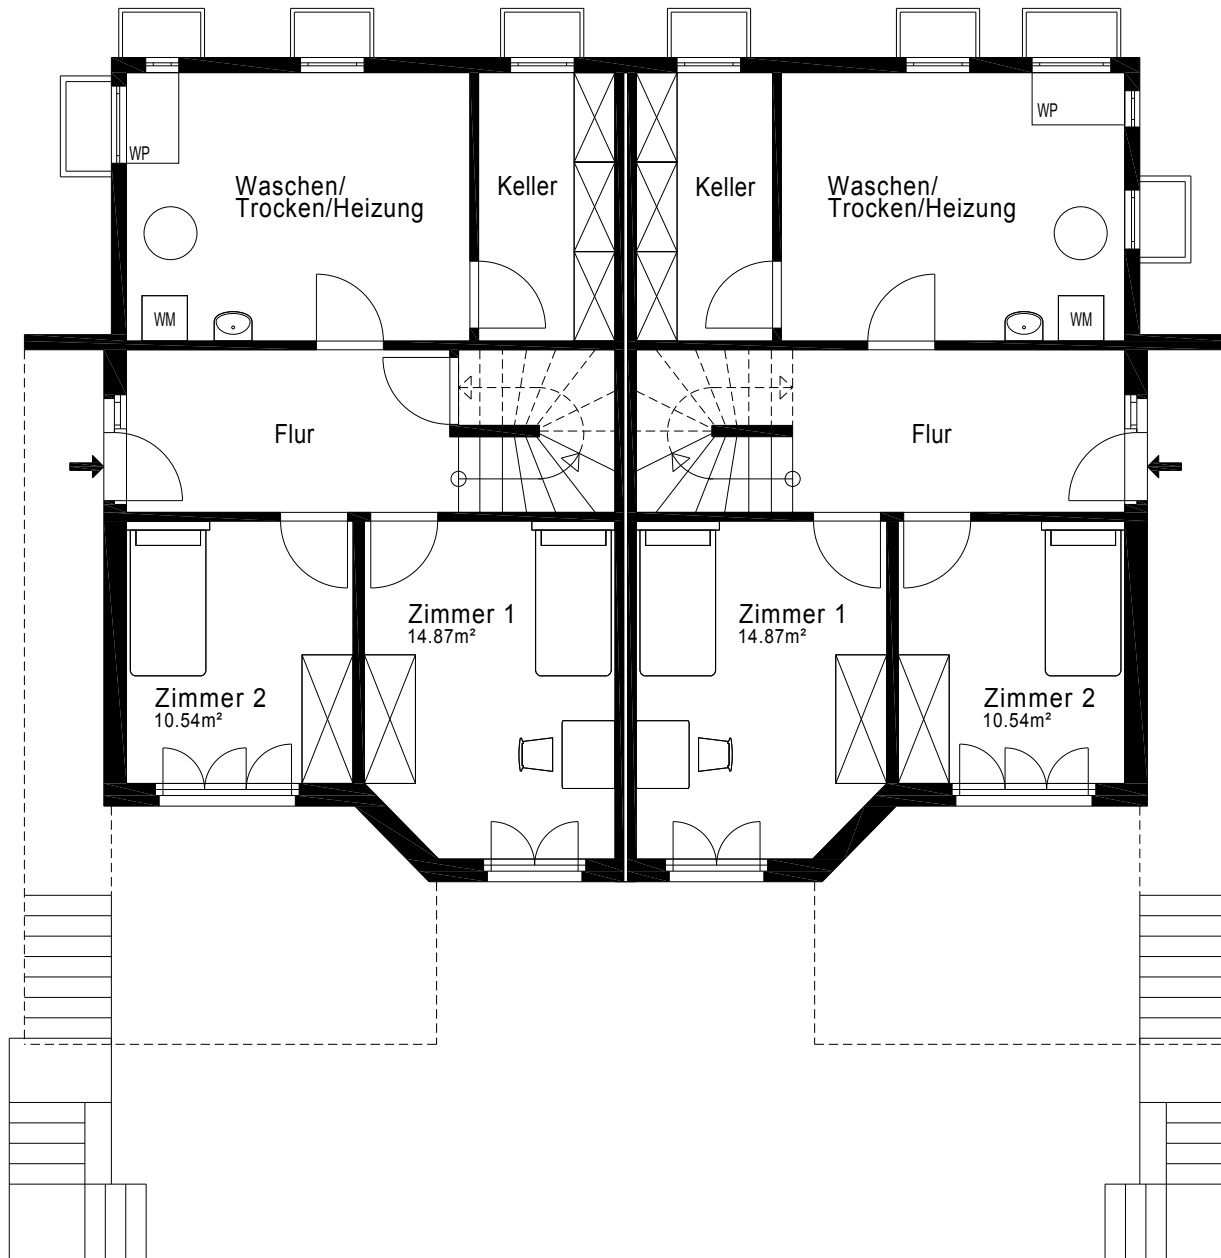 WP
WP
Waschen/
Trocken/Heizung
Keller
Keller
Waschen/
Trocken/Heizung
WM
WM
Flur
Flur
Zimmer 1
14.87m²
Zimmer 1
14.87m²
Zimmer 2
10.54m²
Zimmer 2
10.54m²